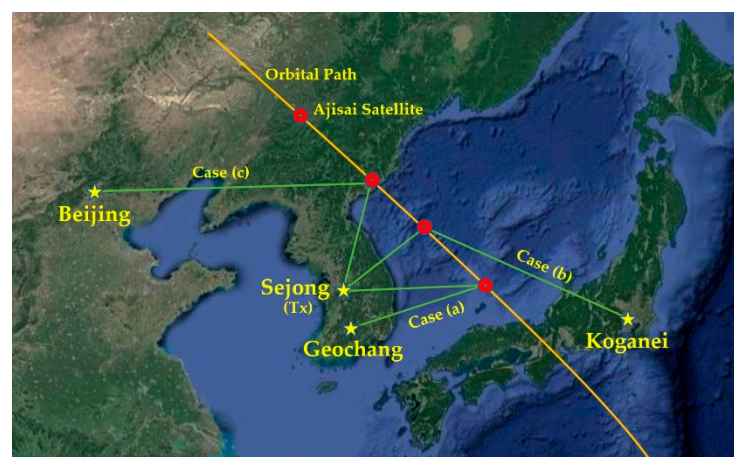 Orbital Path
Ajisai Satellite
Case (c)
Beijing
Sejong
(Tx)
Case (b)
Case (a)
Geochang
Koganei